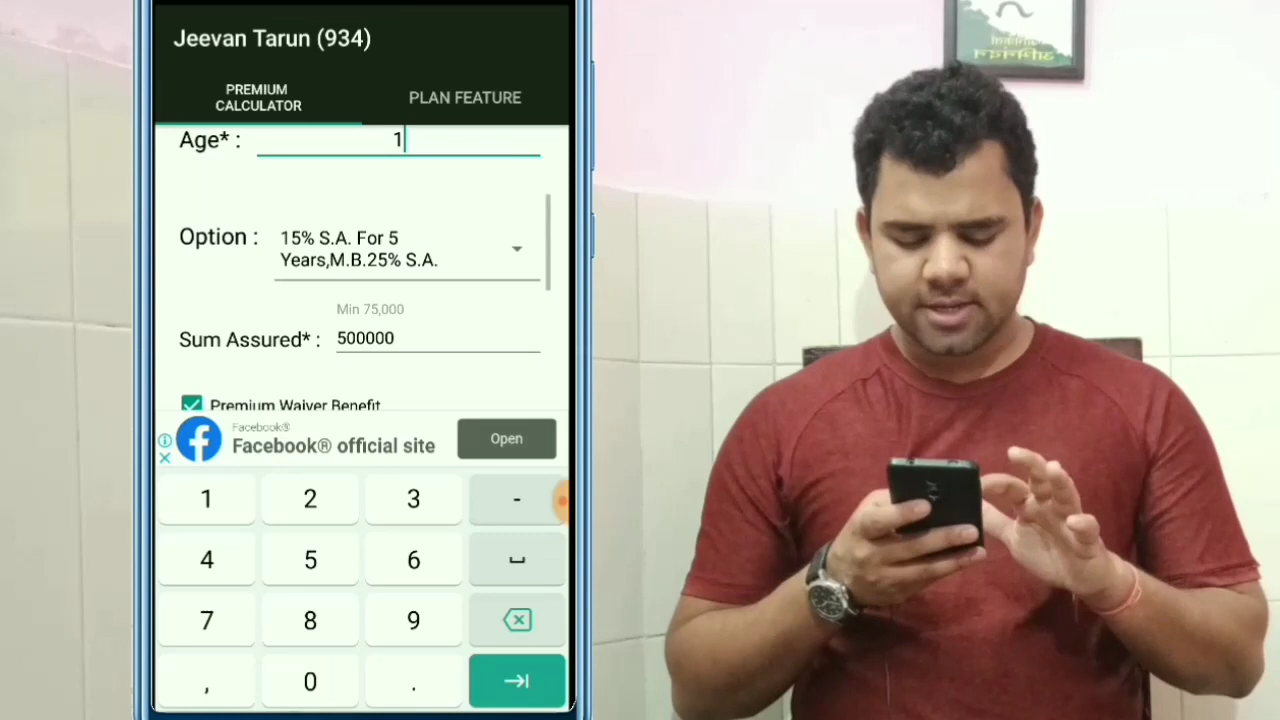 Jeevan Tarun (934)
PREMIUM
CALCULATOR
PLAN FEATURE
Age* :
1
Option :
15% S.A. For 5
Years,M.B.25% S.A.
Min 75,000
Sum Assured* :
500000
Premium Waiver Benefit
Facebook®
Facebook® official site
Open
1 2 3 -
4 5 6
7 8 9
, 0 .